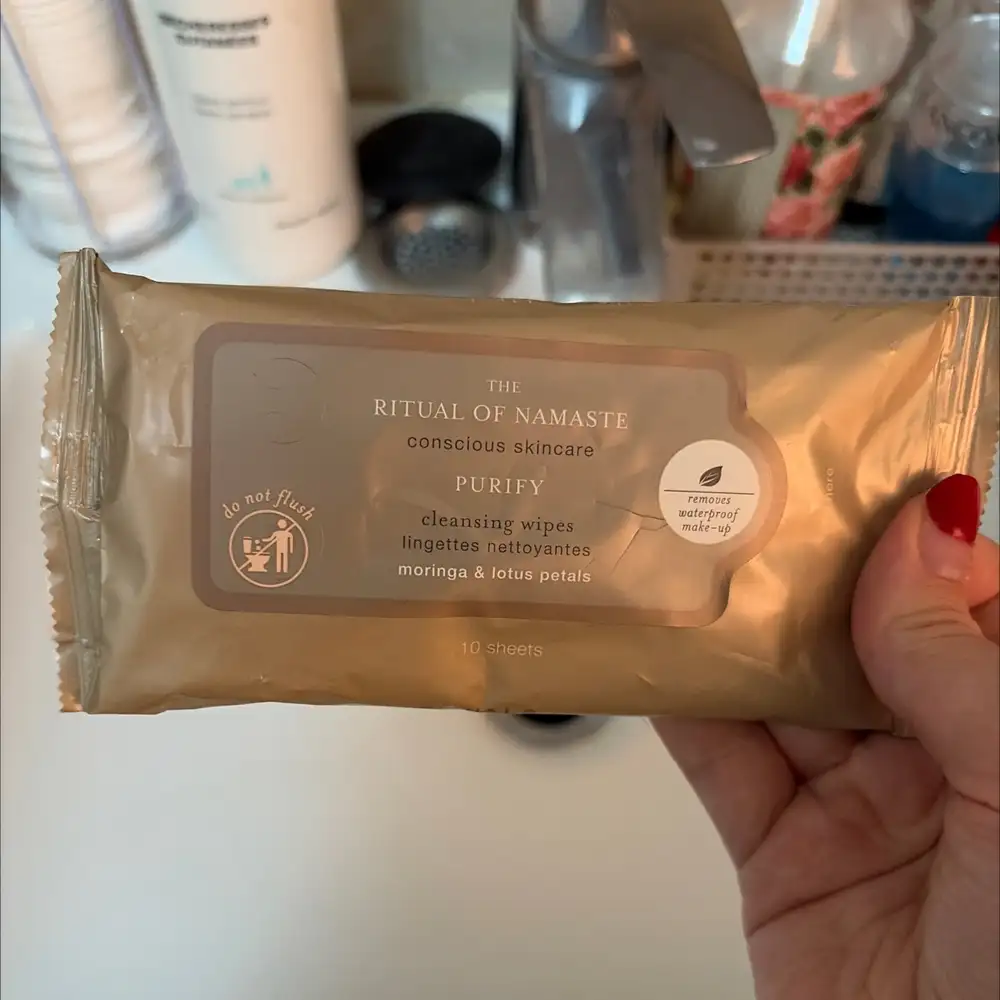 THE
RITUAL OF NAMASTE
conscious skincare
PURIFY
cleansing wipes
lingettes nettoyantes
moringa & lotus petals
10 sheets
do not flush
removes
waterproof
make-up